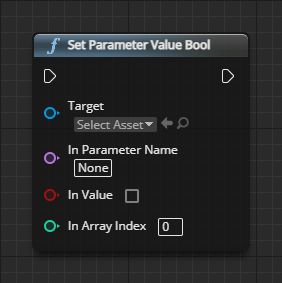 Set Parameter Value Bool
Target
Select Asset
In Parameter Name
None
In Value
In Array Index 0